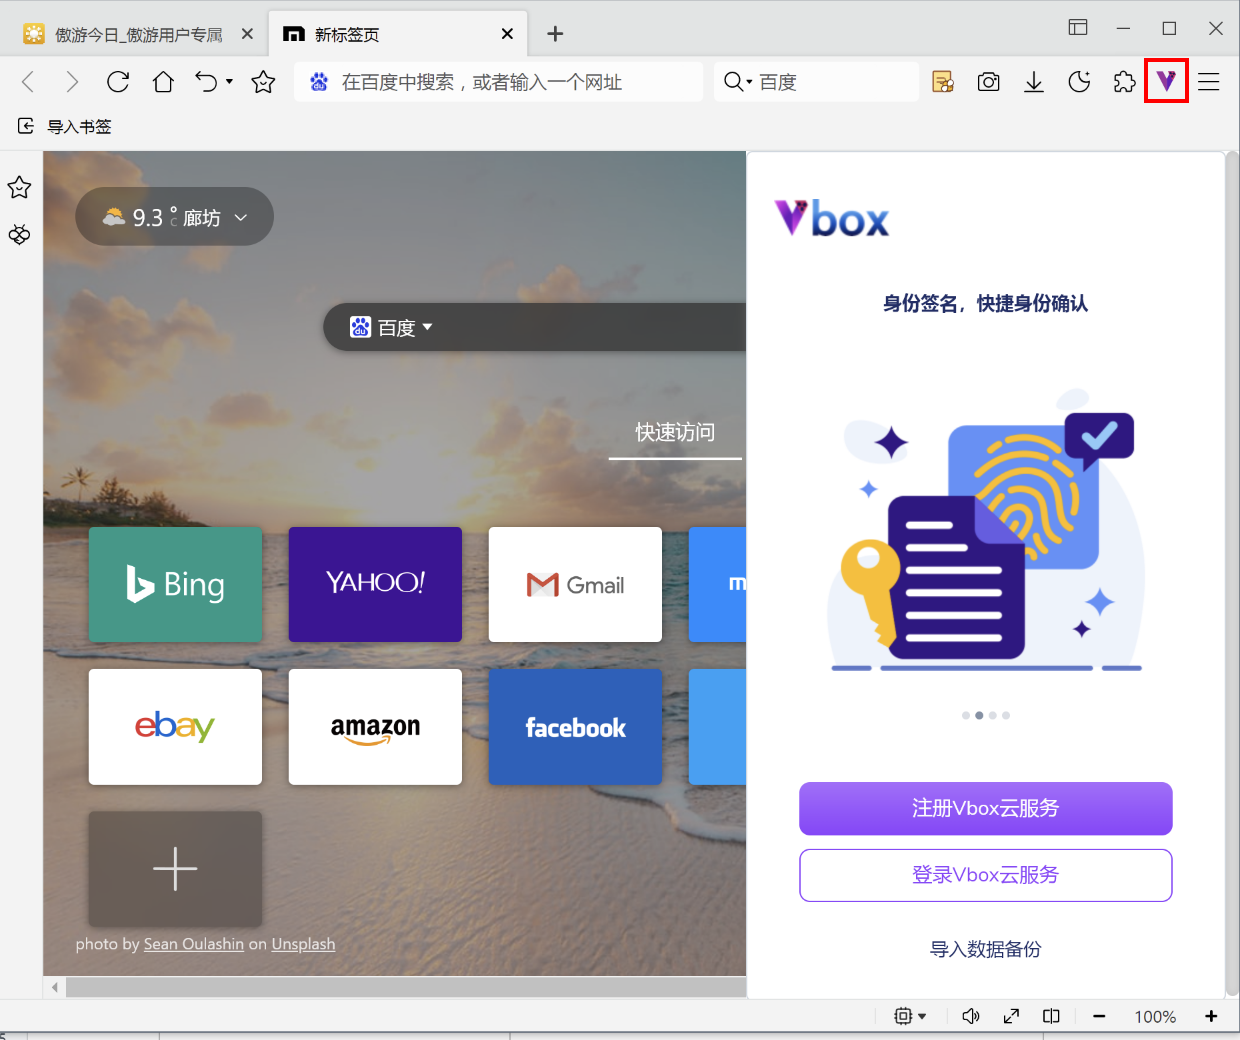 傲游今日_傲游用户专属
新标签页
在百度中搜索，或者输入一个网址
百度
导入书签
9.3 °c 廊坊
百度
快速访问
Bing
YAHOO!
Gmail
m
ebay
amazon
facebook
photo by Sean Oulashin on Unsplash
Vbox
身份签名，快捷身份确认
注册Vbox云服务
登录Vbox云服务
导入数据备份
100%